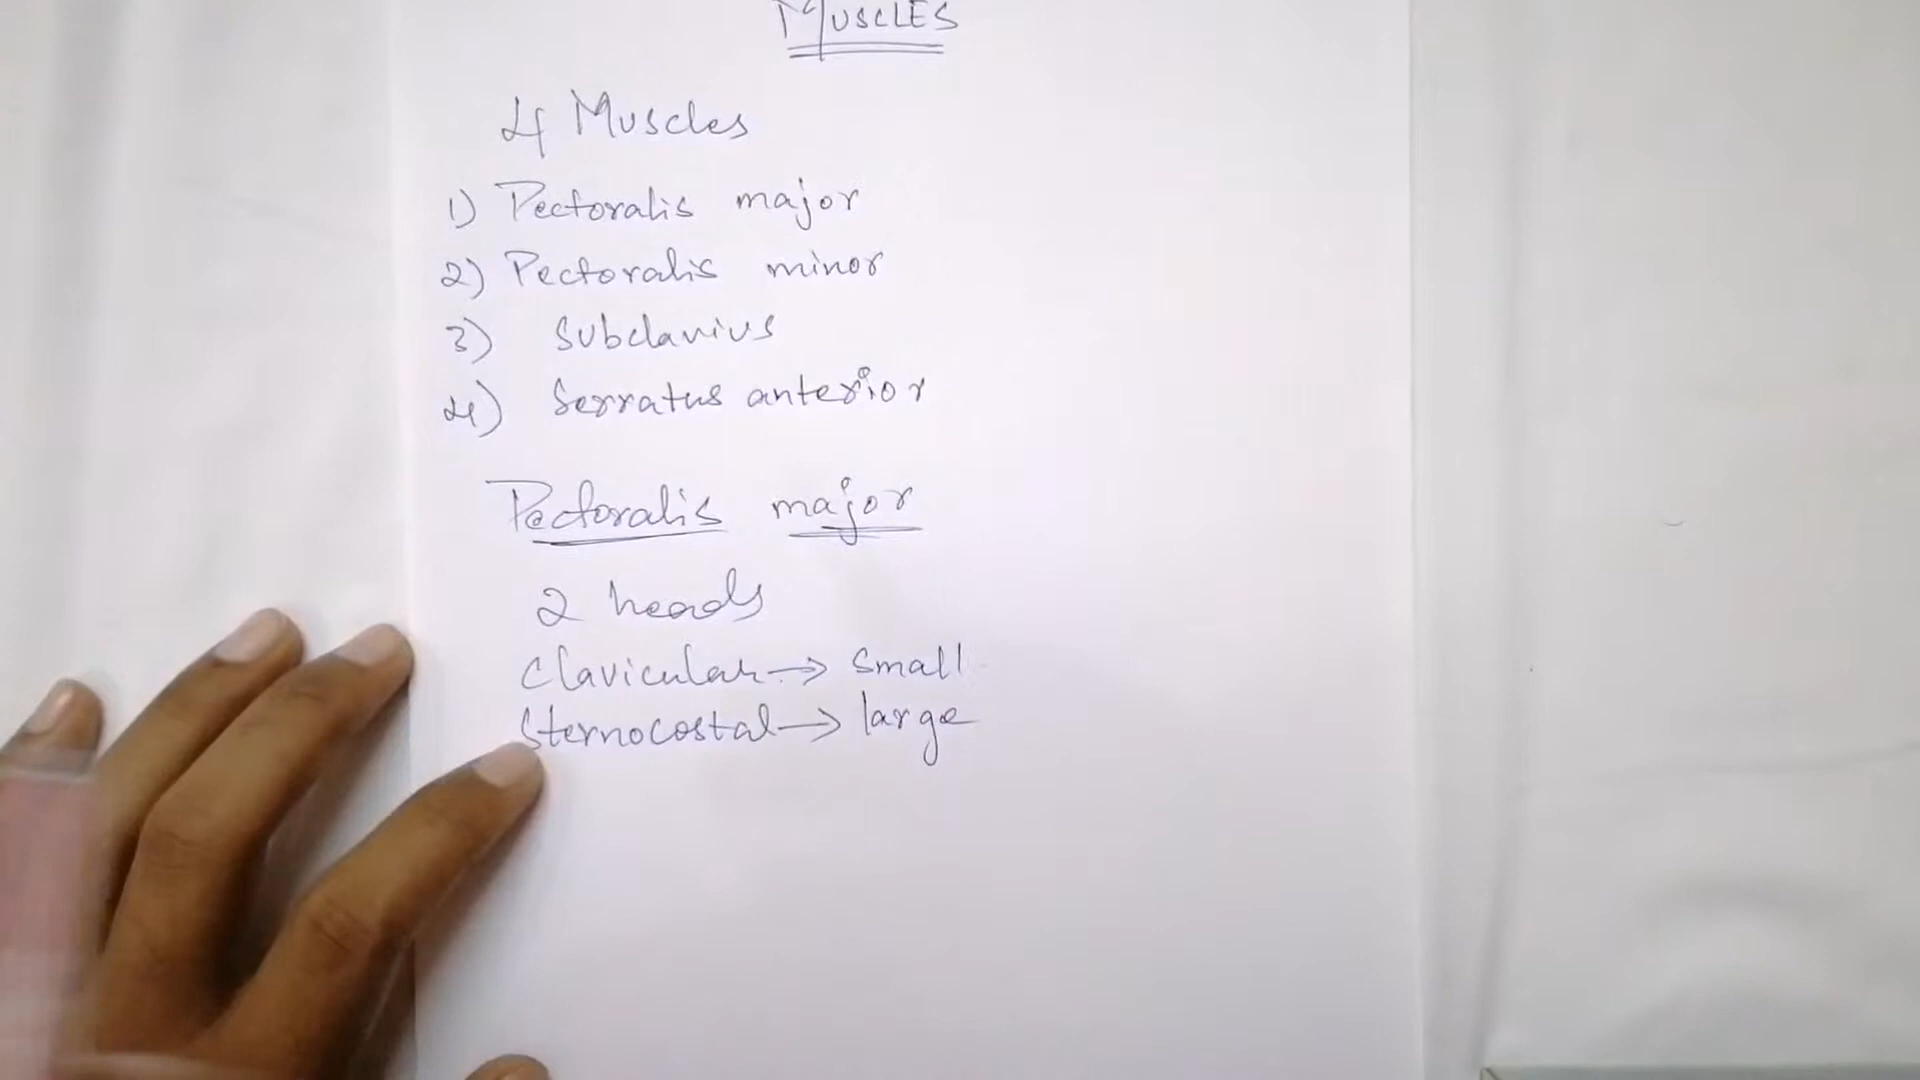 MUSCLES
4 Muscles
1) Pectoralis major
2) Pectoralis minor
3) Subclavius
4) Serratus anterior
Pectoralis major
2 heads
Clavicular → Small
Sternocostal → large